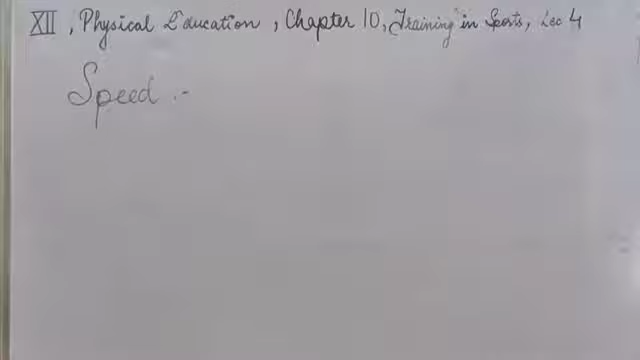 XII, Physical Education, Chapter 10, Training in Sports, Lec 4
Speed :-